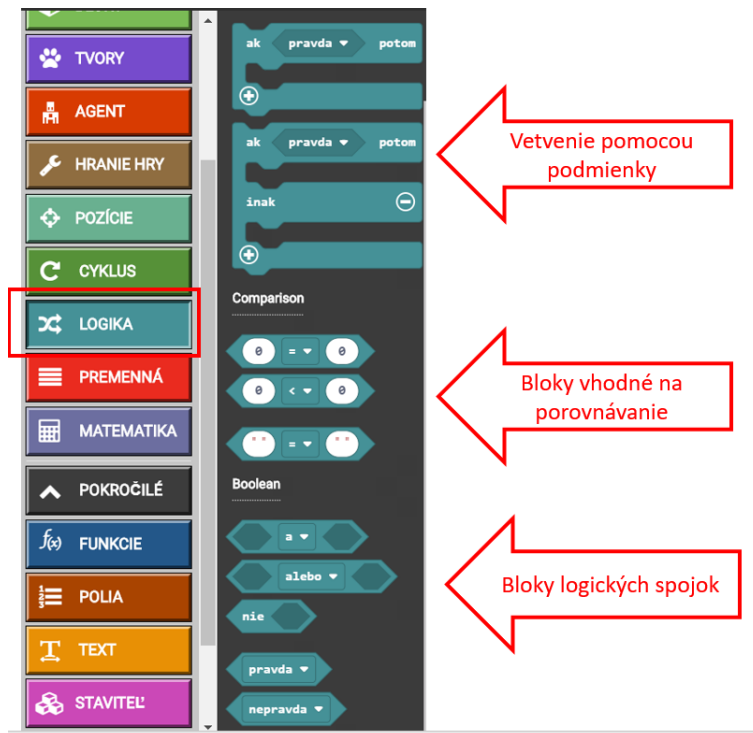 TVORY
AGENT
HRANIE HRY
POZÍCIE
CYKLUS
LOGIKA
PREMENNÁ
MATEMATIKA
POKROČILÉ
f(x) FUNKCIE
POLIA
TEXT
STAVITEĽ
ak pravda potom
ak pravda potom
inak
Comparison
0 = 0
0 < 0
" " = " "
Boolean
a
alebo
nie
pravda
nepravda
Vetvenie pomocou
podmienky
Bloky vhodné na
porovnávanie
Bloky logických spojok